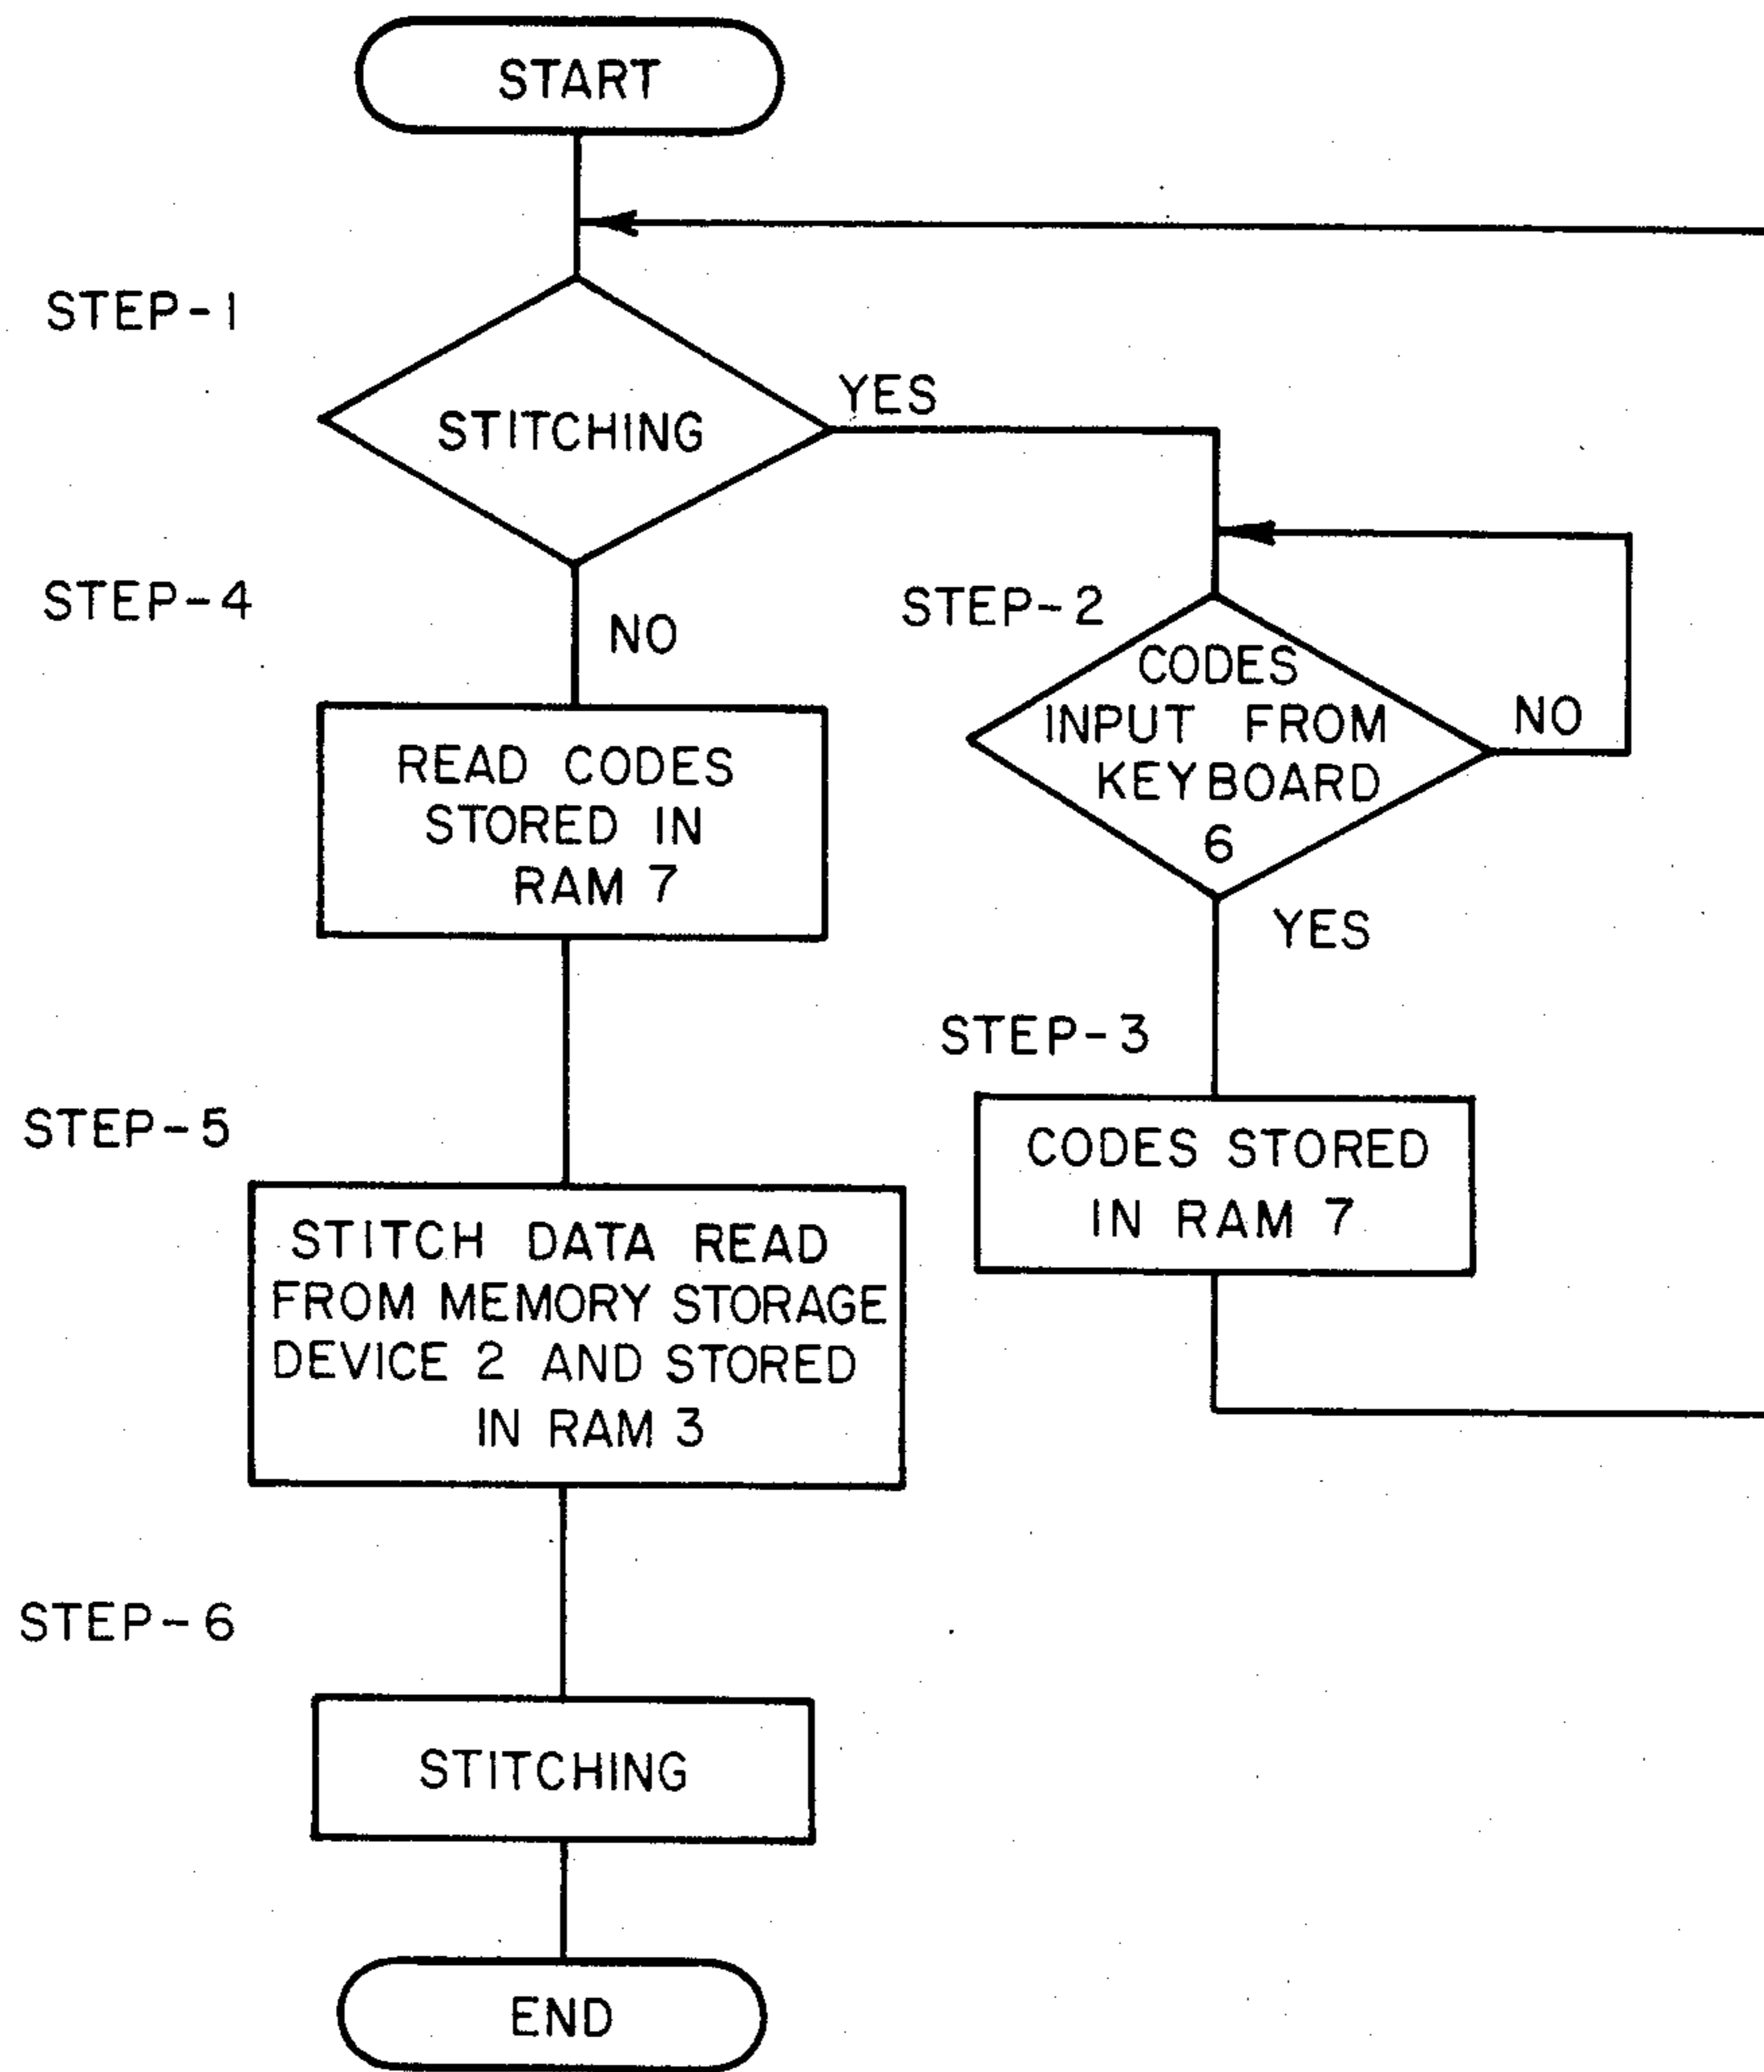 START
STEP-1
STITCHING
YES
STEP-4
NO
STEP-2
CODES
INPUT FROM
KEYBOARD
6
NO
YES
READ CODES
STORED IN
RAM 7
STEP-3
CODES STORED
IN RAM 7
STEP-5
STITCH DATA READ
FROM MEMORY STORAGE
DEVICE 2 AND STORED
IN RAM 3
STEP-6
STITCHING
END